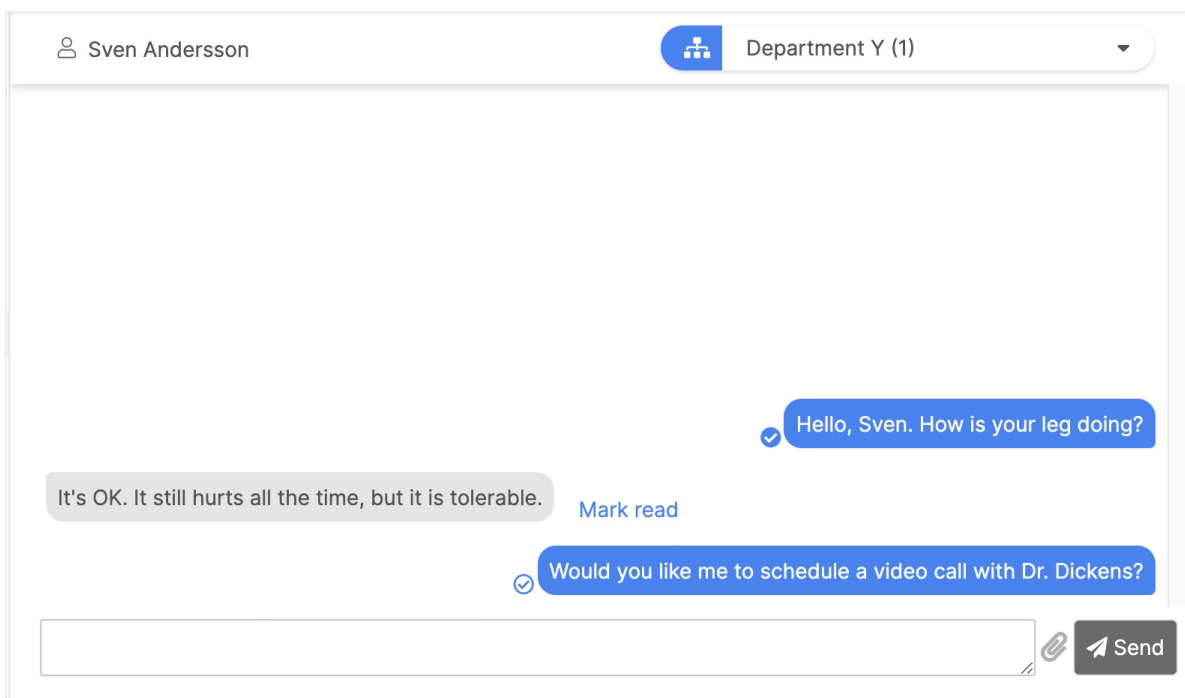 Sven Andersson
Department Y (1)
Hello, Sven. How is your leg doing?
It's OK. It still hurts all the time, but it is tolerable.
Mark read
Would you like me to schedule a video call with Dr. Dickens?
Send